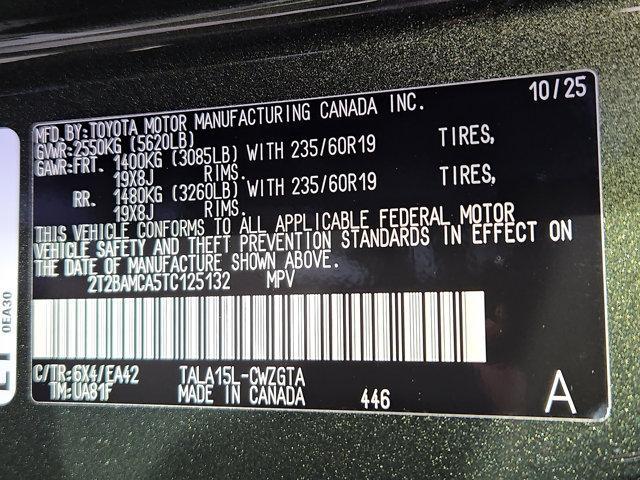 10/25
MFD.BY:TOYOTA MOTOR MANUFACTURING CANADA INC.
GVWR:2550KG (5620LB)
GAWR:FRT. 1400KG (3085LB) WITH 235/60R19 TIRES,
19X8J RIMS.
RR. 1480KG (3260LB) WITH 235/60R19 TIRES,
19X8J RIMS.
THIS VEHICLE CONFORMS TO ALL APPLICABLE FEDERAL MOTOR
VEHICLE SAFETY AND THEFT PREVENTION STANDARDS IN EFFECT ON
THE DATE OF MANUFACTURE SHOWN ABOVE.
2T2BAMCA5TC125132 MPV
C/TR:6X4/EA42 TALA15L-CWZGTA
TM:UA81F MADE IN CANADA 446 A
0EA30